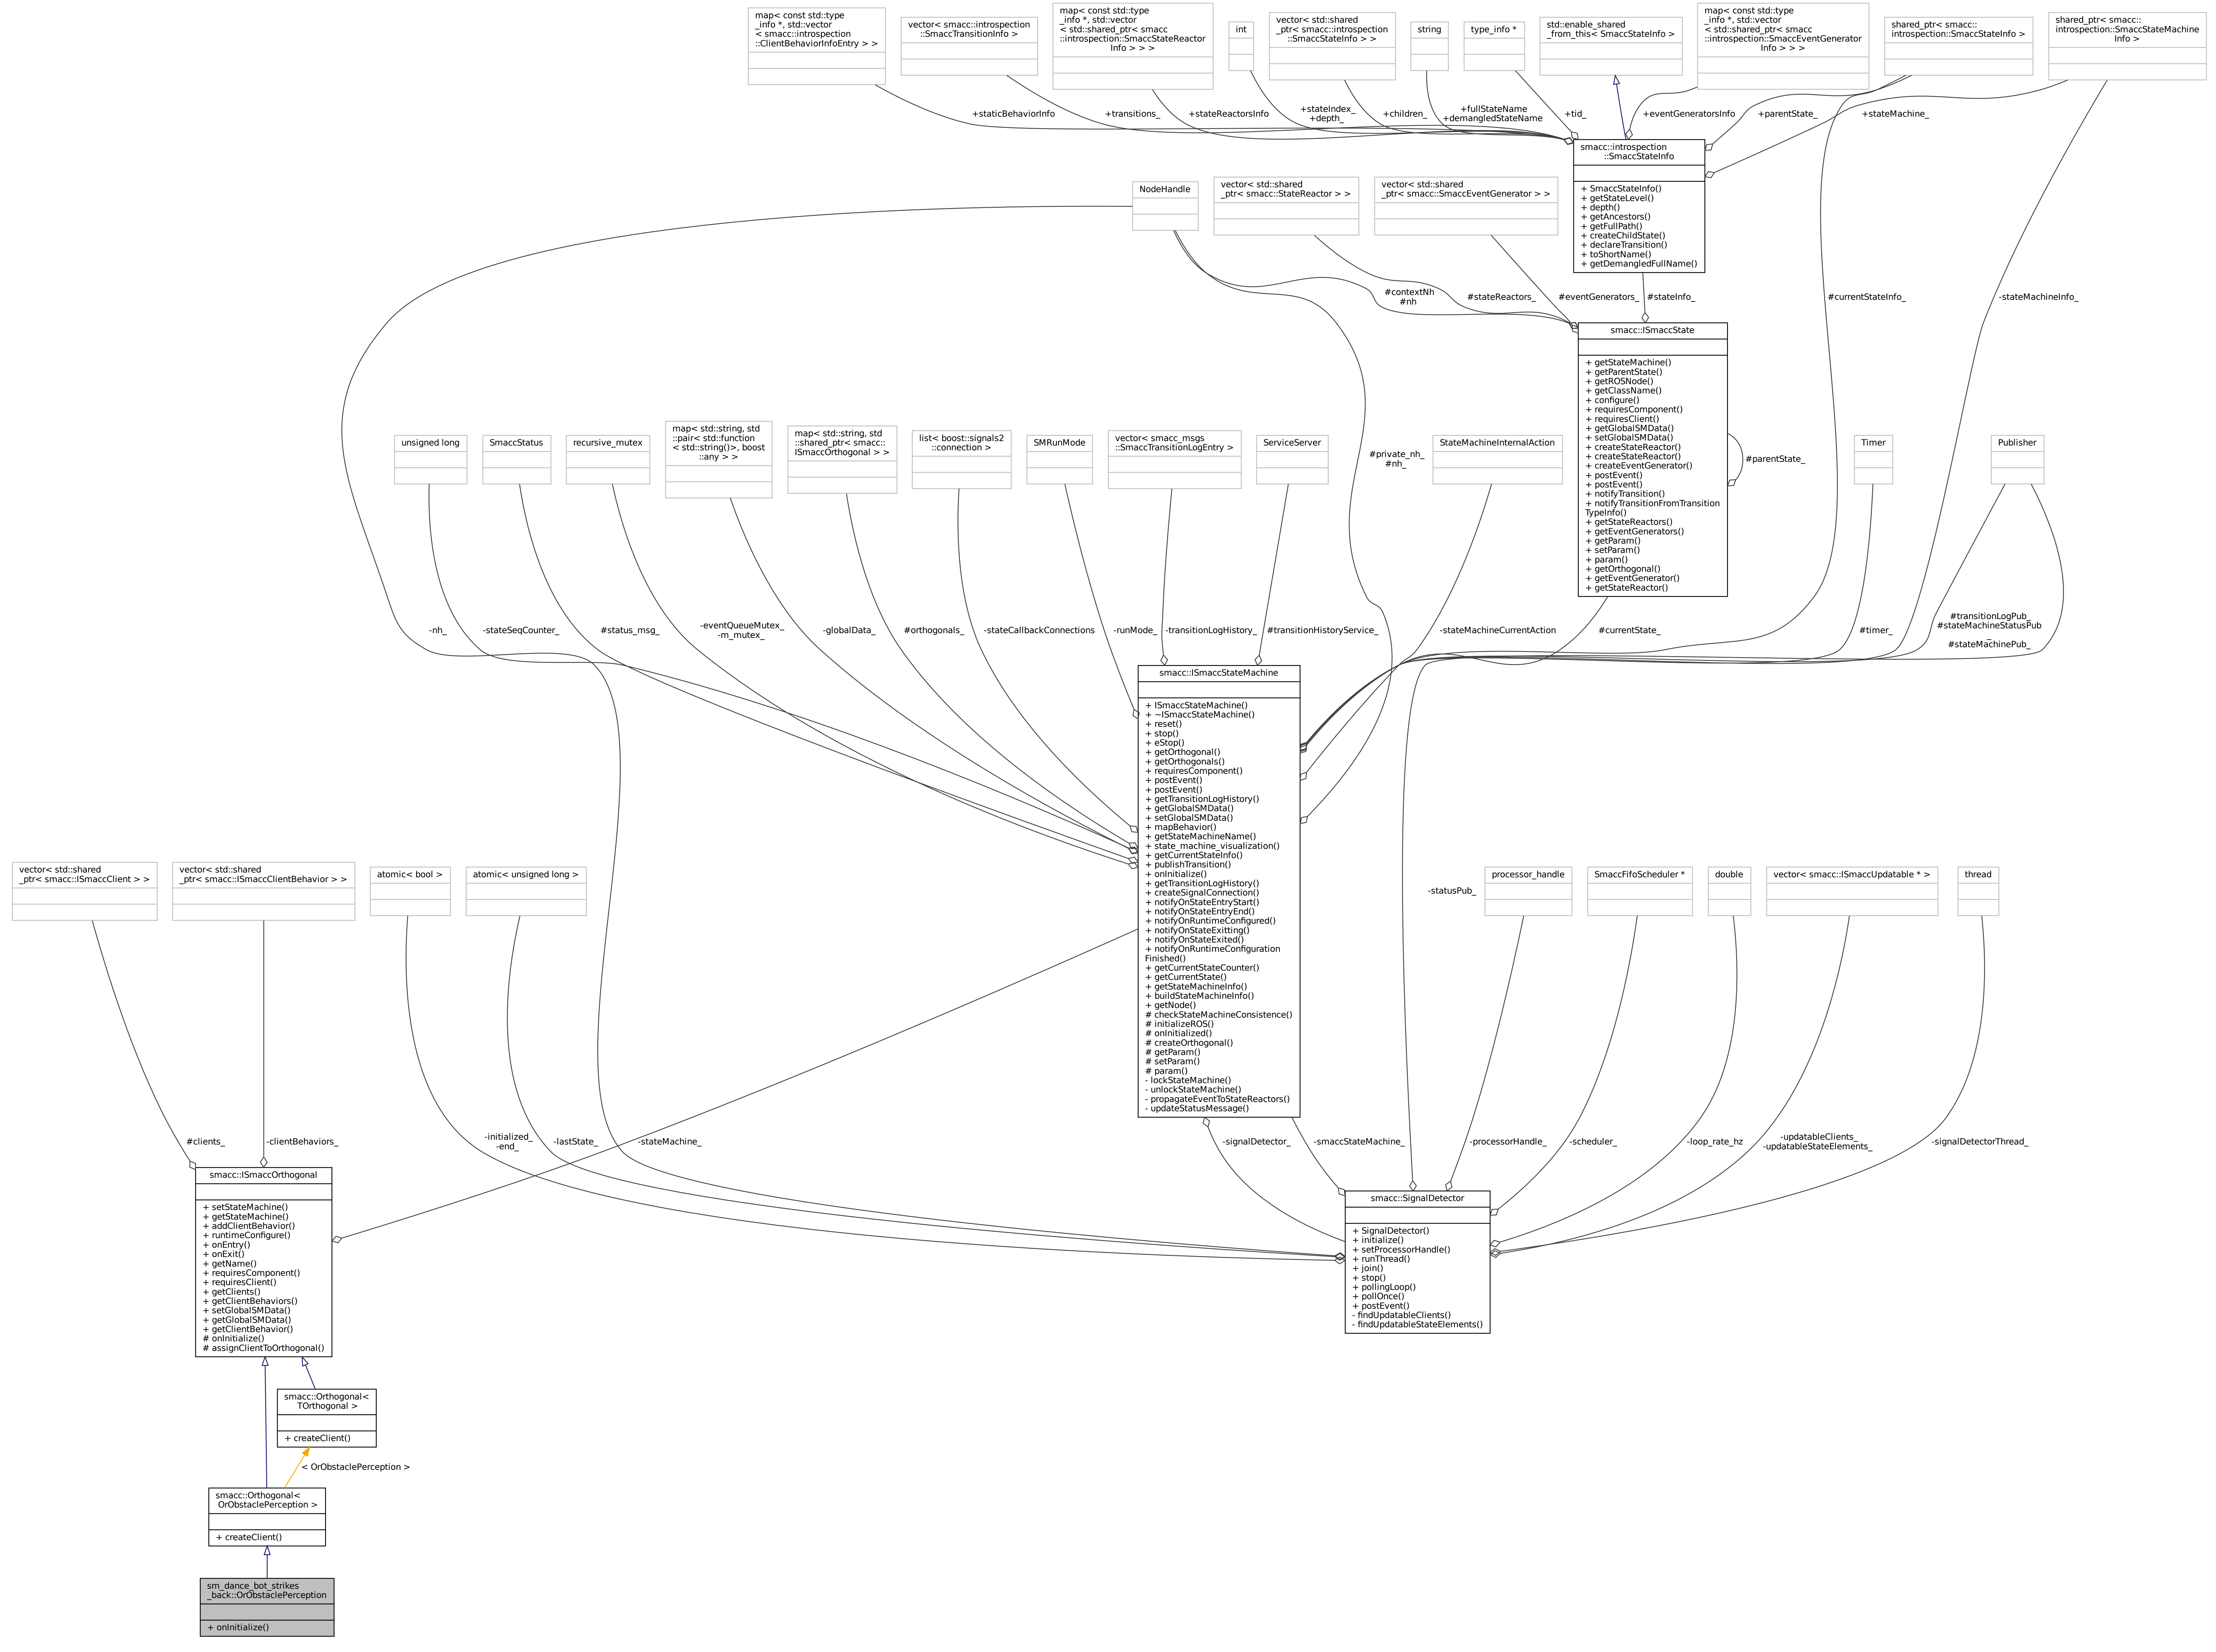 map< const std::type
_info *, std::vector
< smacc::introspection
::ClientBehaviorInfoEntry > >
vector< smacc::introspection
::SmaccTransitionInfo >
map< const std::type
_info *, std::vector
< std::shared_ptr< smacc
::introspection::SmaccStateReactor
Info > > >
int
vector< std::shared
_ptr< smacc::introspection
::SmaccStateInfo > >
string
type_info *
std::enable_shared
_from_this< SmaccStateInfo >
map< const std::type
_info *, std::vector
< std::shared_ptr< smacc
::introspection::SmaccEventGenerator
Info > > >
shared_ptr< smacc::
introspection::SmaccStateInfo >
shared_ptr< smacc::
introspection::SmaccStateMachine
Info >
+staticBehaviorInfo
+transitions_
+stateReactorsInfo
+stateIndex_
+depth_
+children_
+fullStateName
+demangledStateName
+tid_
+eventGeneratorsInfo
+parentState_
+stateMachine_
smacc::introspection
::SmaccStateInfo
+ SmaccStateInfo()
+ getStateLevel()
+ depth()
+ getAncestors()
+ getFullPath()
+ createChildState()
+ declareTransition()
+ toShortName()
+ getDemangledFullName()
NodeHandle
vector< std::shared
_ptr< smacc::StateReactor > >
vector< std::shared
_ptr< smacc::SmaccEventGenerator > >
#contextNh
#nh
#stateReactors_
#eventGenerators_
#stateInfo_
#currentStateInfo_
-stateMachineInfo_
smacc::ISmaccState
+ getStateMachine()
+ getParentState()
+ getROSNode()
+ getClassName()
+ configure()
+ requiresComponent()
+ requiresClient()
+ getGlobalSMData()
+ setGlobalSMData()
+ createStateReactor()
+ createStateReactor()
+ createEventGenerator()
+ postEvent()
+ postEvent()
+ notifyTransition()
+ notifyTransitionFromTransition
TypeInfo()
+ getStateReactors()
+ getEventGenerators()
+ getParam()
+ setParam()
+ param()
+ getOrthogonal()
+ getEventGenerator()
+ getStateReactor()
#parentState_
unsigned long
SmaccStatus
recursive_mutex
map< std::string, std
::pair< std::function
< std::string()>, boost
::any > >
map< std::string, std
::shared_ptr< smacc::
ISmaccOrthogonal > >
list< boost::signals2
::connection >
SMRunMode
vector< smacc_msgs
::SmaccTransitionLogEntry >
ServiceServer
#private_nh_
#nh_
StateMachineInternalAction
Timer
Publisher
-nh_
-stateSeqCounter_
#status_msg_
-eventQueueMutex_
-m_mutex_
-globalData_
#orthogonals_
-stateCallbackConnections
-runMode_
-transitionLogHistory_
#transitionHistoryService_
-stateMachineCurrentAction
#currentState_
#timer_
#transitionLogPub_
#stateMachineStatusPub
_
#stateMachinePub_
smacc::ISmaccStateMachine
+ ISmaccStateMachine()
+ ~ISmaccStateMachine()
+ reset()
+ stop()
+ eStop()
+ getOrthogonal()
+ getOrthogonals()
+ requiresComponent()
+ postEvent()
+ postEvent()
+ getTransitionLogHistory()
+ getGlobalSMData()
+ setGlobalSMData()
+ mapBehavior()
+ getStateMachineName()
+ state_machine_visualization()
+ getCurrentStateInfo()
+ publishTransition()
+ onInitialize()
+ getTransitionLogHistory()
+ createSignalConnection()
+ notifyOnStateEntryStart()
+ notifyOnStateEntryEnd()
+ notifyOnRuntimeConfigured()
+ notifyOnStateExitting()
+ notifyOnStateExited()
+ notifyOnRuntimeConfiguration
Finished()
+ getCurrentStateCounter()
+ getCurrentState()
+ getStateMachineInfo()
+ buildStateMachineInfo()
+ getNode()
# checkStateMachineConsistence()
# initializeROS()
# onInitialized()
# createOrthogonal()
# getParam()
# setParam()
# param()
- lockStateMachine()
- unlockStateMachine()
- propagateEventToStateReactors()
- updateStatusMessage()
vector< std::shared
_ptr< smacc::ISmaccClient > >
vector< std::shared
_ptr< smacc::ISmaccClientBehavior > >
atomic< bool >
atomic< unsigned long >
-statusPub_
processor_handle
SmaccFifoScheduler *
double
vector< smacc::ISmaccUpdatable * >
thread
#clients_
-clientBehaviors_
-initialized_
-end_
-lastState_
-stateMachine_
-signalDetector_
-smaccStateMachine_
-processorHandle_
-scheduler_
-loop_rate_hz
-updatableClients_
-updatableStateElements_
-signalDetectorThread_
smacc::ISmaccOrthogonal
+ setStateMachine()
+ getStateMachine()
+ addClientBehavior()
+ runtimeConfigure()
+ onEntry()
+ onExit()
+ getName()
+ requiresComponent()
+ requiresClient()
+ getClients()
+ getClientBehaviors()
+ setGlobalSMData()
+ getGlobalSMData()
+ getClientBehavior()
# onInitialize()
# assignClientToOrthogonal()
smacc::SignalDetector
+ SignalDetector()
+ initialize()
+ setProcessorHandle()
+ runThread()
+ join()
+ stop()
+ pollingLoop()
+ pollOnce()
+ postEvent()
- findUpdatableClients()
- findUpdatableStateElements()
smacc::Orthogonal<
TOrthogonal >
+ createClient()
< OrObstaclePerception >
smacc::Orthogonal<
OrObstaclePerception >
+ createClient()
sm_dance_bot_strikes
_back::OrObstaclePerception
+ onInitialize()